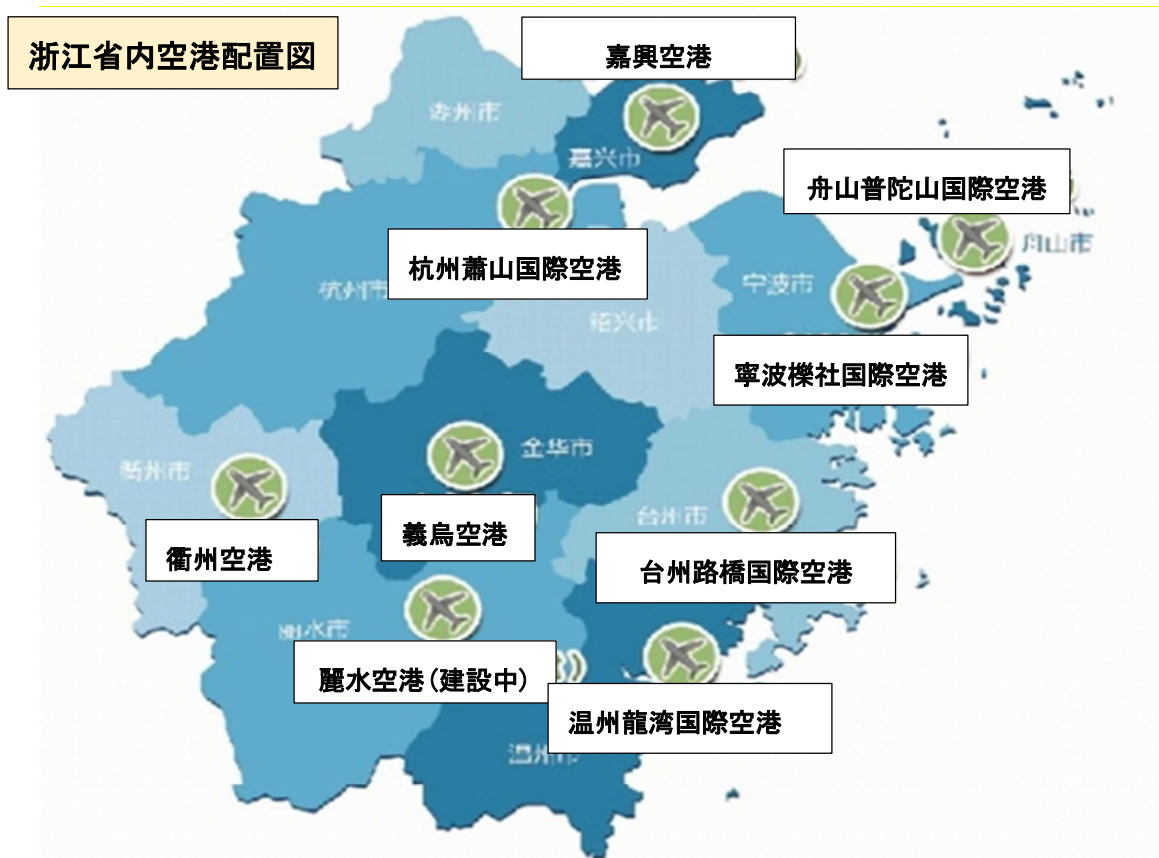 浙江省内空港配置図
嘉興空港
湖州市
嘉兴市
舟山普陀山国際空港
舟山市
杭州蕭山国際空港
宁波市
杭州市
绍兴市
寧波櫟社国際空港
金华市
衢州市
義烏空港
台州市
衢州空港
台州路橋国際空港
丽水市
麗水空港(建設中)
温州龍湾国際空港
温州市